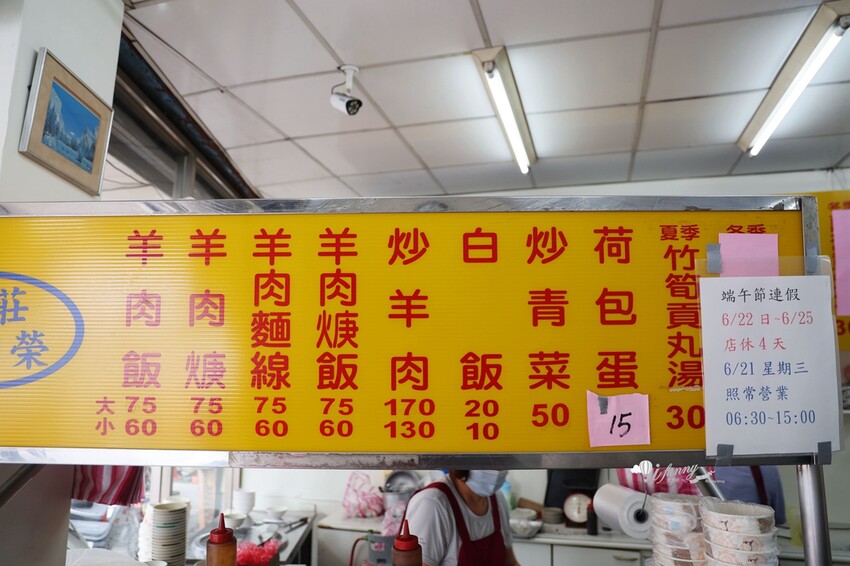 莊
榮
羊肉飯
大 75
小 60
羊肉焿
75
60
羊肉麵線
75
60
羊肉焿飯
75
60
炒羊肉
170
130
白飯
20
10
炒青菜
50
荷包蛋
15
夏季
竹筍貢丸湯
30
冬季
端午節連假
6/22 日~6/25
店休 4 天
6/21 星期三
照常營業
06:30~15:00
ifunny